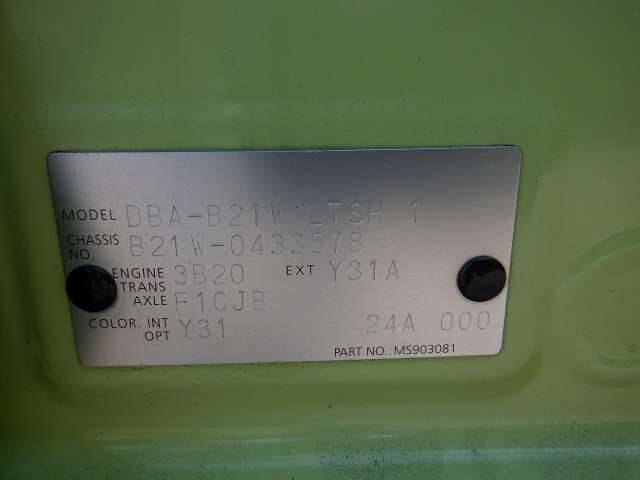 MODEL DBA-B21W LTSH 1
CHASSIS NO. B21W-0433578
ENGINE 3B20 EXT Y31A
TRANS AXLE F1CJB
COLOR. INT OPT Y31 24A 000
PART NO.: MS903081